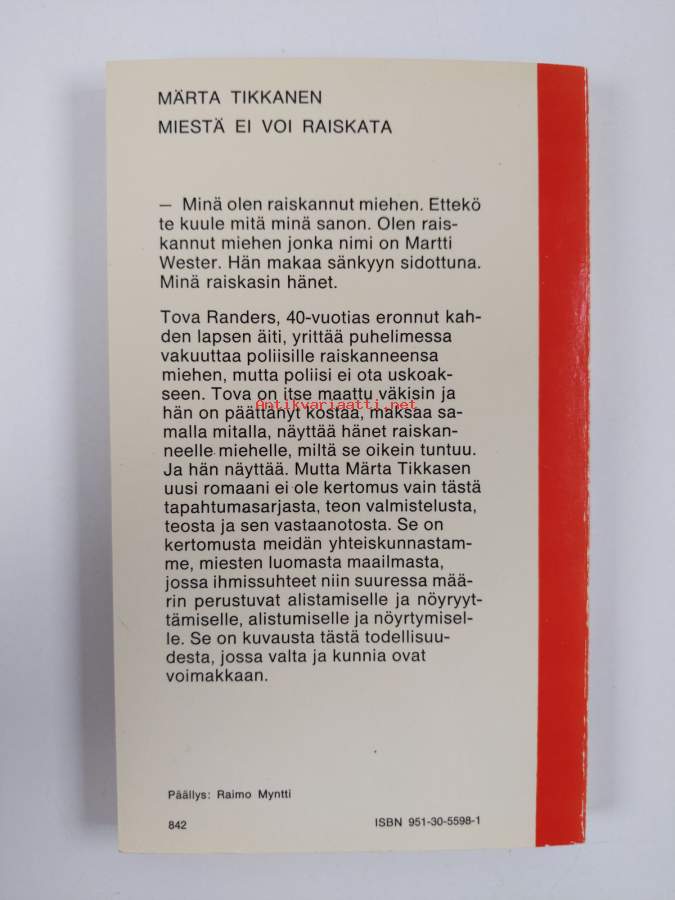 MÄRTA TIKKANEN
MIESTÄ EI VOI RAISKATA
— Minä olen raiskannut miehen. Ettekö
te kuule mitä minä sanon. Olen rais-
kannut miehen jonka nimi on Martti
Wester. Hän makaa sänkyyn sidottuna.
Minä raiskasin hänet.
Tova Randers, 40-vuotias eronnut kah-
den lapsen äiti, yrittää puhelimessa
vakuuttaa poliisille raiskanneensa
miehen, mutta poliisi ei ota uskoak-
seen. Tova on itse maattu väkisin ja
Antikvariaatti.net
hän on päättänyt kostaa, maksaa sa-
malla mitalla, näyttää hänet raiskan-
neelle miehelle, miltä se oikein tuntuu.
Ja hän näyttää. Mutta Märta Tikkasen
uusi romaani ei ole kertomus vain tästä
tapahtumasarjasta, teon valmistelusta,
teosta ja sen vastaanotosta. Se on
kertomusta meidän yhteiskunnastam-
me, miesten luomasta maailmasta,
jossa ihmissuhteet niin suuressa mää-
rin perustuvat alistamiselle ja nöyryyt-
tämiselle, alistumiselle ja nöyrtymisel-
le. Se on kuvausta tästä todellisuu-
desta, jossa valta ja kunnia ovat
voimakkaan.
Päällys: Raimo Myntti
842
ISBN 951-30-5598-1